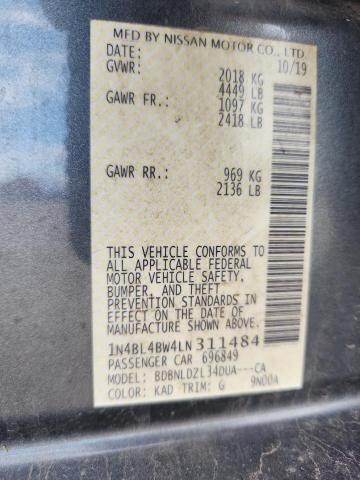 MFD BY NISSAN MOTOR CO., LTD.
DATE: 10/19
GVWR: 2018 KG
4449 LB
GAWR FR.: 1097 KG
2418 LB
GAWR RR.: 969 KG
2136 LB
THIS VEHICLE CONFORMS TO
ALL APPLICABLE FEDERAL
MOTOR VEHICLE SAFETY,
BUMPER, AND THEFT
PREVENTION STANDARDS IN
EFFECT ON THE DATE OF
MANUFACTURE SHOWN ABOVE.
1N4BL4BW4LN311484
PASSENGER CAR 696849
MODEL: BDBNLDZL34DUA---CA
COLOR: KAD TRIM: G 9N00A